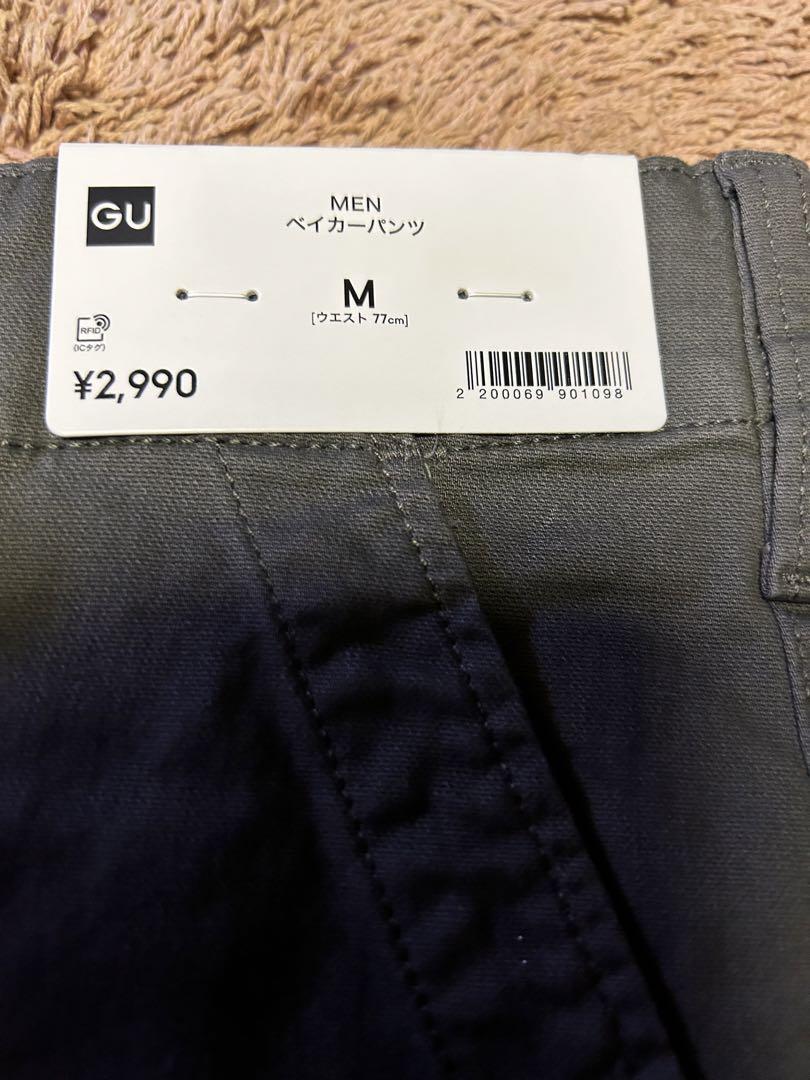 GU
MEN
ベイカーパンツ
M
[ウエスト 77cm]
RFID
(ICタグ)
¥2,990
2 200069 901098